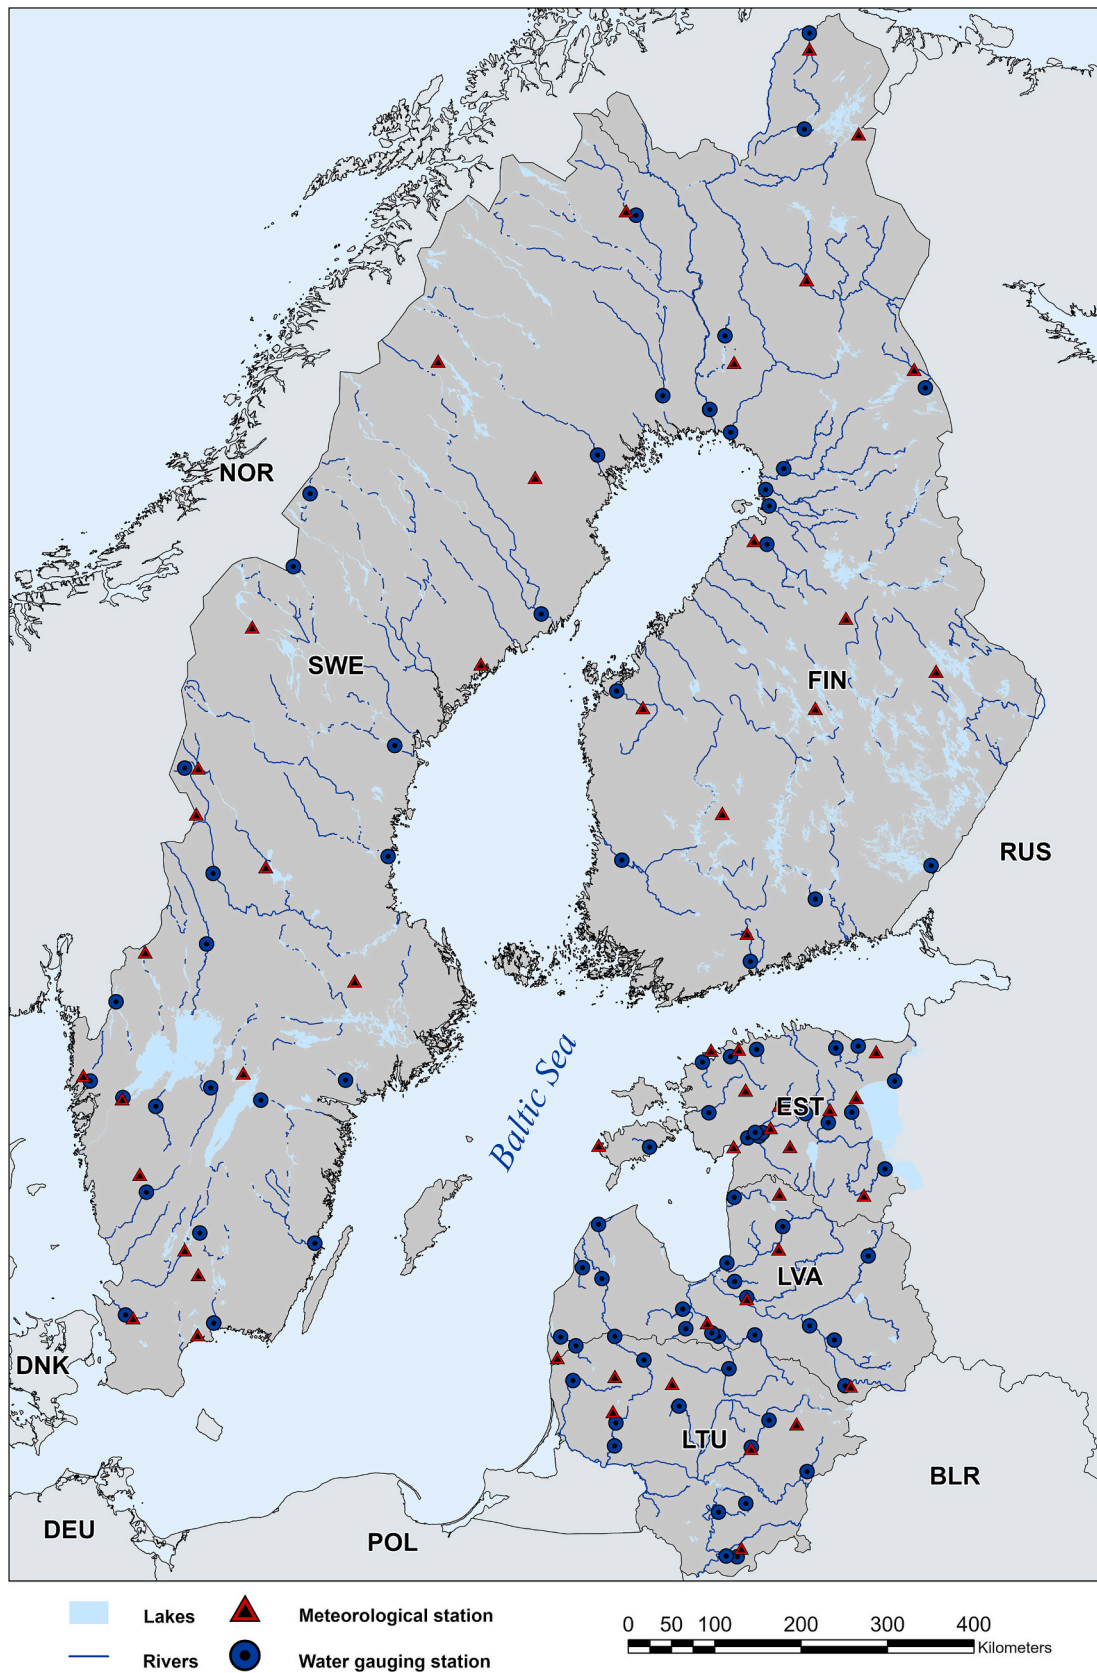 NOR
SWE
FIN
RUS
Baltic Sea
EST
LVA
DNK
LTU
BLR
DEU
POL
Lakes
Meteorological station
0 50 100 200 300 400
Kilometers
Rivers
Water gauging station